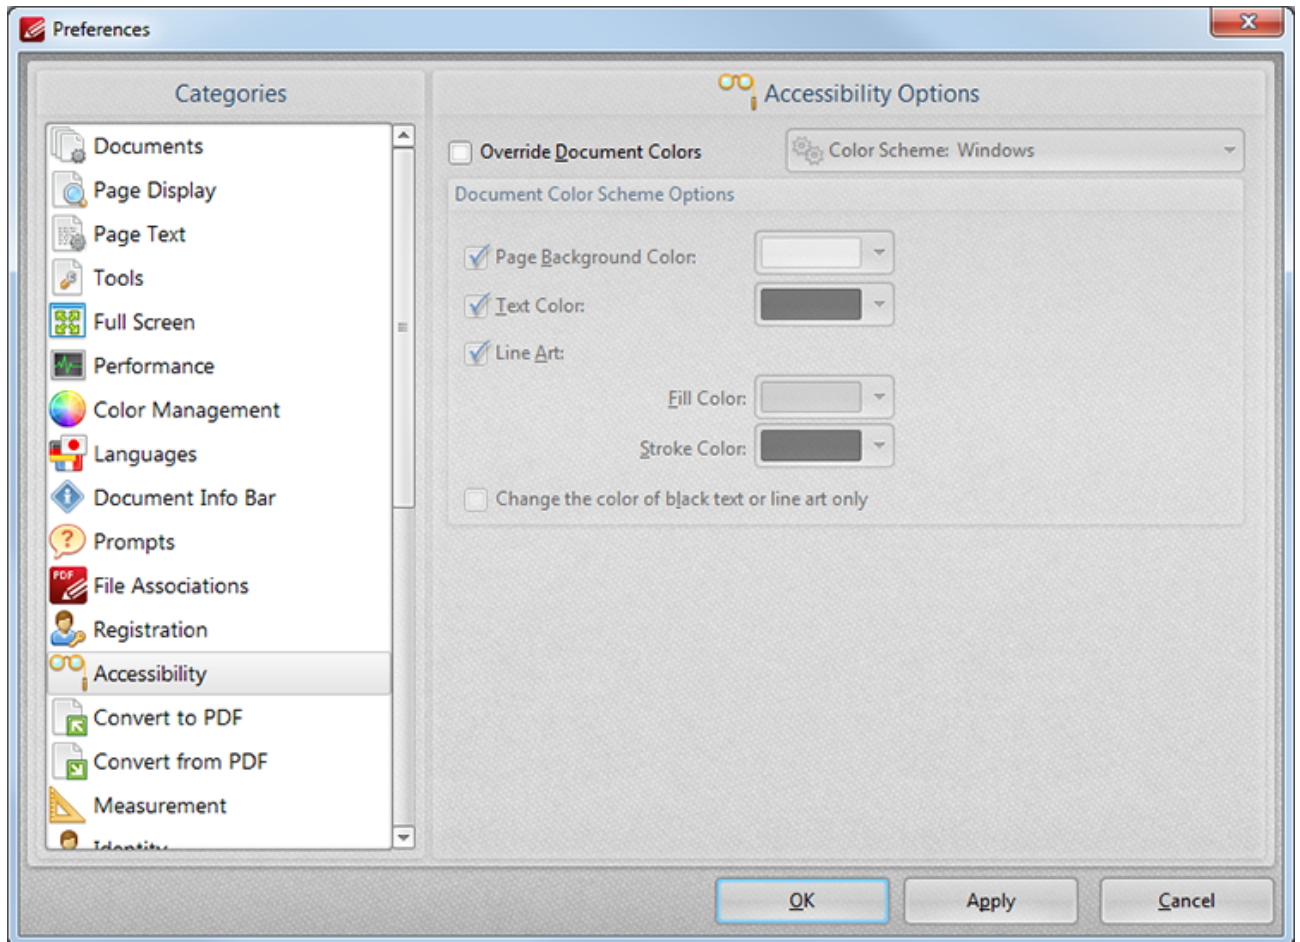 Preferences
Categories
Documents
Page Display
Page Text
Tools
Full Screen
Performance
Color Management
Languages
Document Info Bar
Prompts
PDF
File Associations
Registration
Accessibility
Convert to PDF
Convert from PDF
Measurement
Identity
Accessibility Options
Override Document Colors
Color Scheme: Windows
Document Color Scheme Options
Page Background Color:
Text Color:
Line Art:
Fill Color:
Stroke Color:
Change the color of black text or line art only
OK
Apply
Cancel